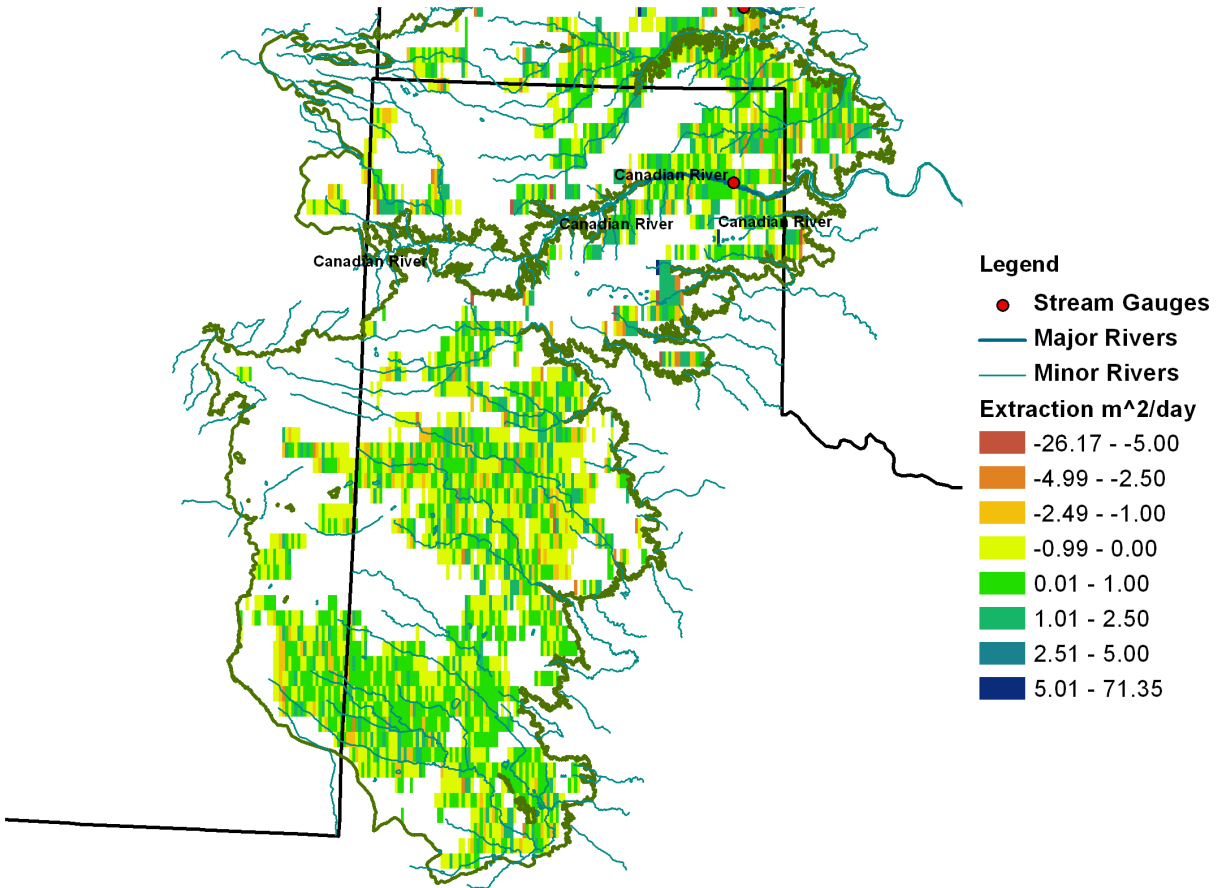 Canadian River
Canadian River
Canadian River
Canadian River
Legend
Stream Gauges
Major Rivers
Minor Rivers
Extraction m^2/day
-26.17 - -5.00
-4.99 - -2.50
-2.49 - -1.00
-0.99 - 0.00
0.01 - 1.00
1.01 - 2.50
2.51 - 5.00
5.01 - 71.35